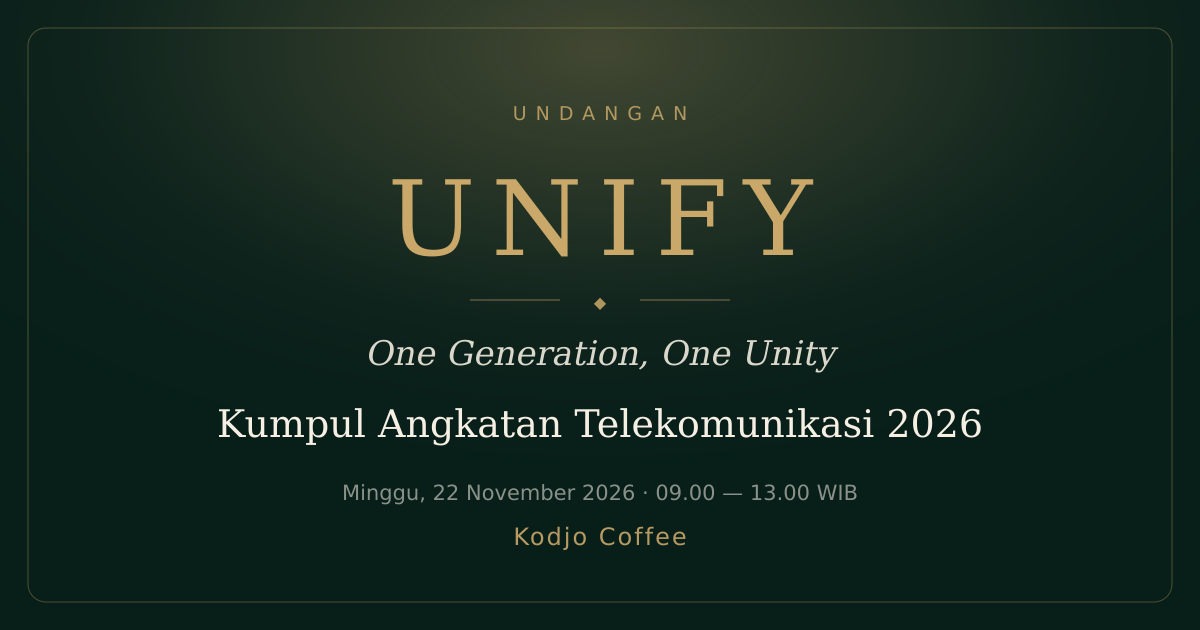 UNDANGAN
UNIFY
One Generation, One Unity
Kumpul Angkatan Telekomunikasi 2026
Minggu, 22 November 2026 · 09.00 — 13.00 WIB
Kodjo Coffee